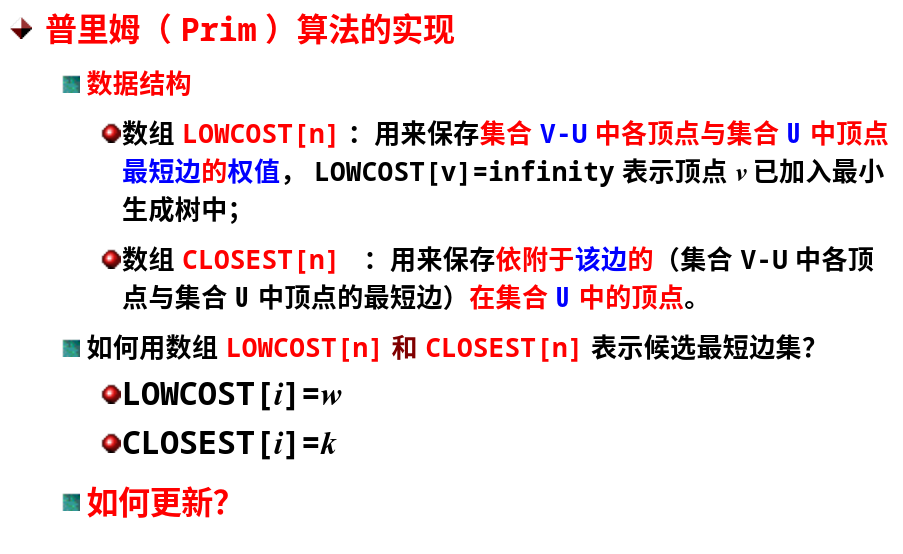 普里姆（ Prim ）算法的实现
数据结构
数组 LOWCOST[n] ：用来保存集合 V-U 中各顶点与集合 U 中顶点
最短边的权值， LOWCOST[v]=infinity 表示顶点 v 已加入最小
生成树中；
数组 CLOSEST[n] ：用来保存依附于该边的（集合 V-U 中各顶
点与集合 U 中顶点的最短边）在集合 U 中的顶点。
如何用数组 LOWCOST[n] 和 CLOSEST[n] 表示候选最短边集？
LOWCOST[i]=w
CLOSEST[i]=k
如何更新？